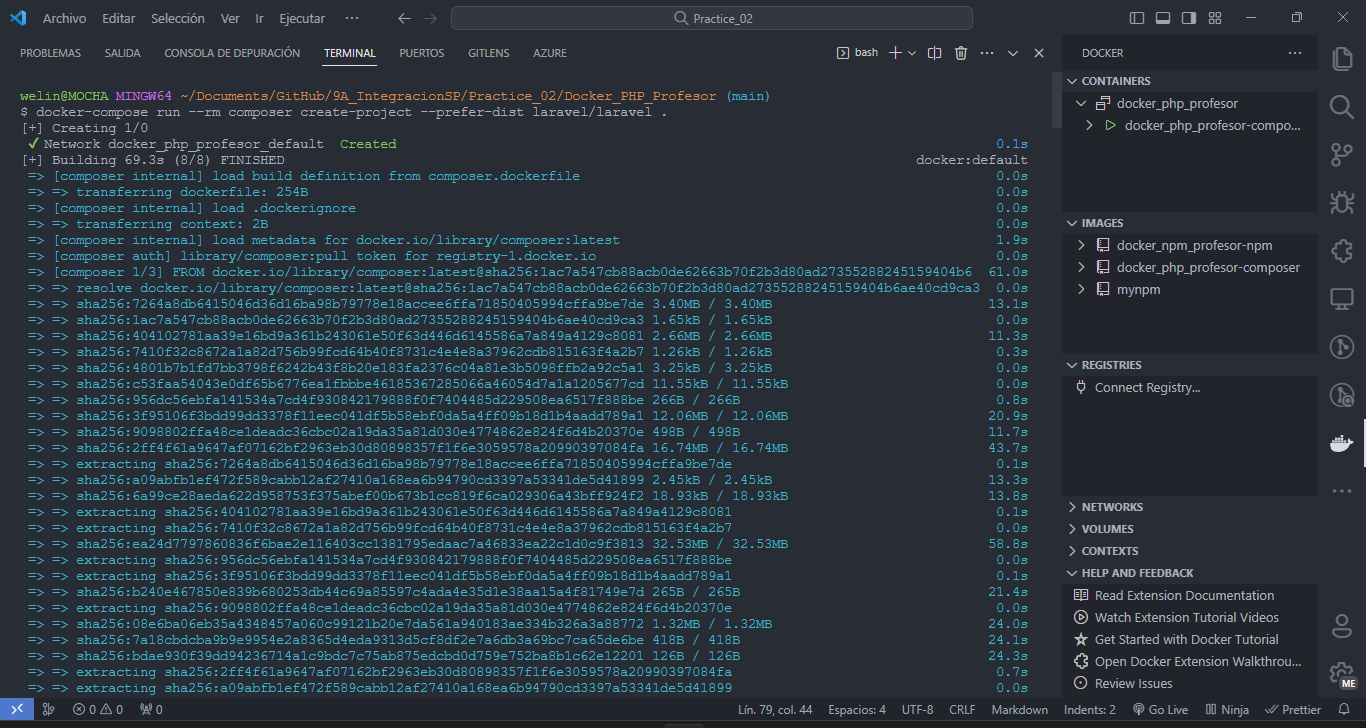 Archivo Editar Selección Ver Ir Ejecutar ··· Practice_02
PROBLEMAS SALIDA CONSOLA DE DEPURACIÓN TERMINAL PUERTOS GITLENS AZURE bash
welin@MOCHA MINGW64 ~/Documents/GitHub/9A_IntegracionSP/Practice_02/Docker_PHP_Profesor (main)
$ docker-compose run --rm composer create-project --prefer-dist laravel/laravel .
[+] Creating 1/0
✔ Network docker_php_profesor_default Created 0.1s
[+] Building 69.3s (8/8) FINISHED docker:default
=> [composer internal] load build definition from composer.dockerfile 0.0s
=> => transferring dockerfile: 254B 0.0s
=> [composer internal] load .dockerignore 0.0s
=> => transferring context: 2B 0.0s
=> [composer internal] load metadata for docker.io/library/composer:latest 1.9s
=> [composer auth] library/composer:pull token for registry-1.docker.io 0.0s
=> [composer 1/3] FROM docker.io/library/composer:latest@sha256:1ac7a547cb88acb0de62663b70f2b3d80ad27355288245159404b6 61.0s
=> => resolve docker.io/library/composer:latest@sha256:1ac7a547cb88acb0de62663b70f2b3d80ad27355288245159404b6ae40cd9ca3 0.0s
=> => sha256:7264a8db6415046d36d16ba98b79778e18accee6ffa71850405994cffa9be7de 3.40MB / 3.40MB 13.1s
=> => sha256:1ac7a547cb88acb0de62663b70f2b3d80ad27355288245159404b6ae40cd9ca3 1.65kB / 1.65kB 0.0s
=> => sha256:404102781aa39e16bd9a361b243061e50f63d446d6145586a7a849a4129c8081 2.66MB / 2.66MB 11.3s
=> => sha256:7410f32c8672a1a82d756b99fcd64b40f8731c4e4e8a37962cdb815163f4a2b7 1.26kB / 1.26kB 0.3s
=> => sha256:4801b7b1fd7bb3798f6242b43f8b20e183fa2376c04a81e3b5098ffb2a92c5a1 3.25kB / 3.25kB 0.0s
=> => sha256:c53faa54043e0df65b6776ea1fbbbe46185367285066a46054d7a1a1205677cd 11.55kB / 11.55kB 0.0s
=> => sha256:956dc56ebfa141534a7cd4f930842179888f0f7404485d229508ea6517f888be 266B / 266B 0.8s
=> => sha256:3f95106f3bdd99dd3378f11eec041df5b58ebf0da5a4ff09b18d1b4aadd789a1 12.06MB / 12.06MB 20.9s
=> => sha256:9098802ffa48ce1deadc36cbc02a19da35a81d030e4774862e824f6d4b20370e 498B / 498B 11.7s
=> => sha256:2ff4f61a9647af07162bf2963eb30d80898357f1f6e3059578a20990397084fa 16.74MB / 16.74MB 43.7s
=> => extracting sha256:7264a8db6415046d36d16ba98b79778e18accee6ffa71850405994cffa9be7de 0.1s
=> => sha256:a09abfb1ef472f589cabb12af27410a168ea6b94790cd3397a53341de5d41899 2.45kB / 2.45kB 13.3s
=> => sha256:6a99ce28aeda622d958753f375abef00b673b1cc819f6ca029306a43bff924f2 18.93kB / 18.93kB 13.8s
=> => extracting sha256:404102781aa39e16bd9a361b243061e50f63d446d6145586a7a849a4129c8081 0.1s
=> => extracting sha256:7410f32c8672a1a82d756b99fcd64b40f8731c4e4e8a37962cdb815163f4a2b7 0.0s
=> => sha256:ea24d7797860836f6bae2e116403cc1381795edaac7a46833ea22c1d0c9f3813 32.53MB / 32.53MB 58.8s
=> => extracting sha256:956dc56ebfa141534a7cd4f930842179888f0f7404485d229508ea6517f888be 0.0s
=> => extracting sha256:3f95106f3bdd99dd3378f11eec041df5b58ebf0da5a4ff09b18d1b4aadd789a1 0.1s
=> => sha256:b240e467850e839b680253db44c69a85597c4ada4e35d1e38aa15a4f81749e7d 265B / 265B 21.4s
=> => extracting sha256:9098802ffa48ce1deadc36cbc02a19da35a81d030e4774862e824f6d4b20370e 0.0s
=> => sha256:08e6ba06eb35a4348457a060c99121b20e7da561a940183ae334b326a3a88772 1.32MB / 1.32MB 24.0s
=> => sha256:7a18cbdcba9b9e9954e2a8365d4eda9313d5cf8df2e7a6db3a69bc7ca65de6be 418B / 418B 24.1s
=> => sha256:bdae930f39dd94236714a1c9bdc7c75ab875edcbd0d759e752ba8b1c62e12201 126B / 126B 24.3s
=> => extracting sha256:2ff4f61a9647af07162bf2963eb30d80898357f1f6e3059578a20990397084fa 0.7s
=> => extracting sha256:a09abfb1ef472f589cabb12af27410a168ea6b94790cd3397a53341de5d41899 0.0s
DOCKER
CONTAINERS
docker_php_profesor
docker_php_profesor-compo...
IMAGES
docker_npm_profesor-npm
docker_php_profesor-composer
mynpm
REGISTRIES
Connect Registry...
NETWORKS
VOLUMES
CONTEXTS
HELP AND FEEDBACK
Read Extension Documentation
Watch Extension Tutorial Videos
Get Started with Docker Tutorial
Open Docker Extension Walkthrou...
Review Issues
ME
0 0 0 Lín. 79, col. 44 Espacios: 4 UTF-8 CRLF Markdown Indents: 2 Go Live Ninja Prettier